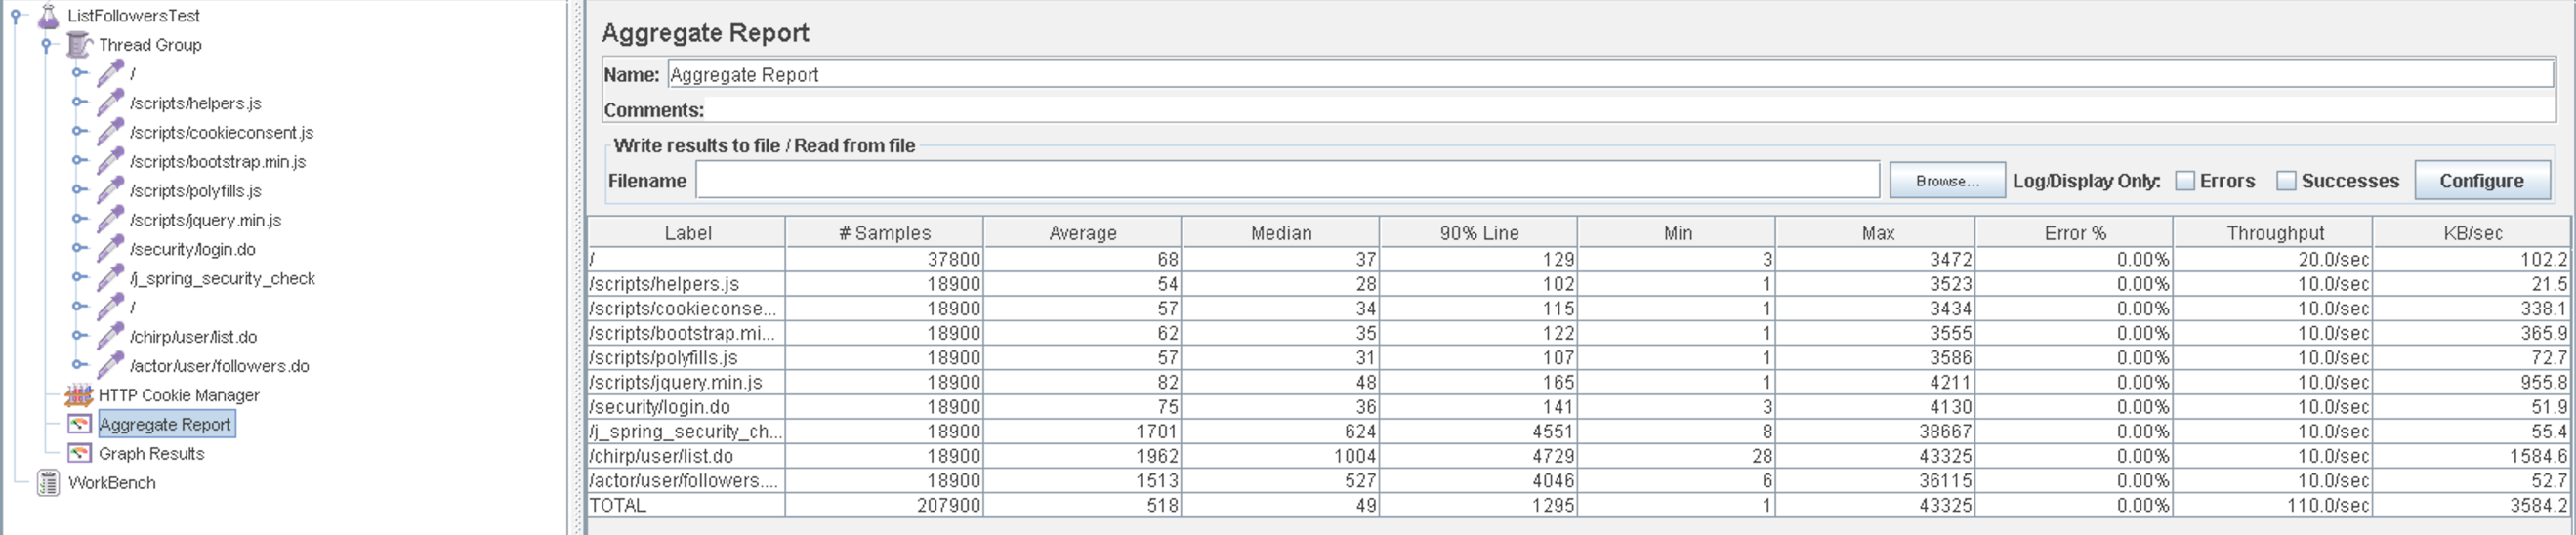 ListFollowersTest
Thread Group
/
/scripts/helpers.js
/scripts/cookieconsent.js
/scripts/bootstrap.min.js
/scripts/polyfills.js
/scripts/jquery.min.js
/security/login.do
/j_spring_security_check
/
/chirp/user/list.do
/actor/user/followers.do
HTTP Cookie Manager
Aggregate Report
Graph Results
WorkBench
Aggregate Report
Name: Aggregate Report
Comments:
Write results to file / Read from file
Filename Browse... Log/Display Only: Errors Successes Configure
Label # Samples Average Median 90% Line Min Max Error % Throughput KB/sec
/ 37800 68 37 129 3 3472 0.00% 20.0/sec 102.2
/scripts/helpers.js 18900 54 28 102 1 3523 0.00% 10.0/sec 21.5
/scripts/cookieconse... 18900 57 34 115 1 3434 0.00% 10.0/sec 338.1
/scripts/bootstrap.mi... 18900 62 35 122 1 3555 0.00% 10.0/sec 365.9
/scripts/polyfills.js 18900 57 31 107 1 3586 0.00% 10.0/sec 72.7
/scripts/jquery.min.js 18900 82 48 165 1 4211 0.00% 10.0/sec 955.8
/security/login.do 18900 75 36 141 3 4130 0.00% 10.0/sec 51.9
/j_spring_security_ch... 18900 1701 624 4551 8 38667 0.00% 10.0/sec 55.4
/chirp/user/list.do 18900 1962 1004 4729 28 43325 0.00% 10.0/sec 1584.6
/actor/user/followers.... 18900 1513 527 4046 6 36115 0.00% 10.0/sec 52.7
TOTAL 207900 518 49 1295 1 43325 0.00% 110.0/sec 3584.2